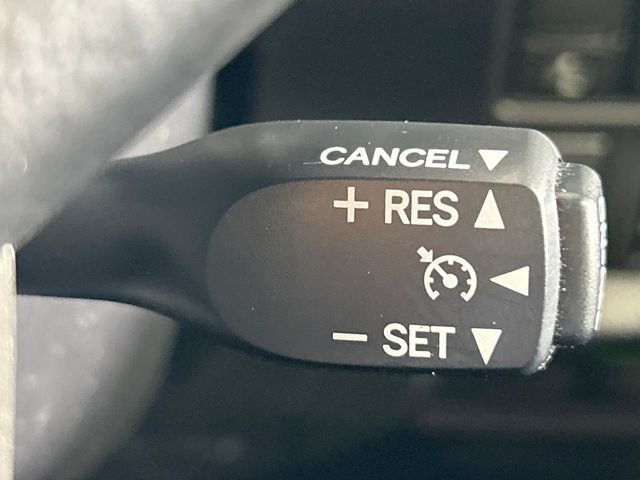 CANCEL ▼
+ RES ▲
◀
− SET ▼